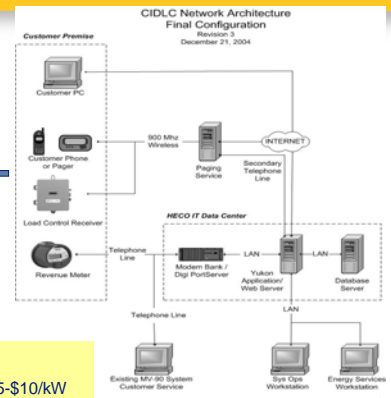 CIDLC Network Architecture
Final Configuration
Revision 3
December 21, 2004
Customer Premise
Customer PC
Customer Phone
or Pager
Load Control Receiver
Revenue Meter
900 Mhz
Wireless
Paging
Service
INTERNET
Secondary
Telephone
Line
HECO IT Data Center
Telephone
Line
Modem Bank /
Digi PortServer
LAN
Yukon
Application/
Web Server
LAN
Database
Server
LAN
Telephone Line
Existing MV-90 System
Customer Service
Sys Ops
Workstation
Energy Services
Workstation
-$10/kW